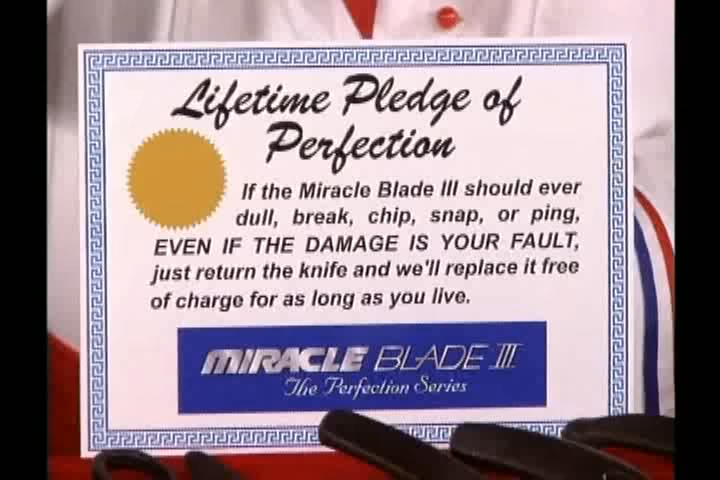 Lifetime Pledge of
Perfection
If the Miracle Blade III should ever
dull, break, chip, snap, or ping,
EVEN IF THE DAMAGE IS YOUR FAULT,
just return the knife and we'll replace it free
of charge for as long as you live.
MIRACLE BLADE III
The Perfection Series